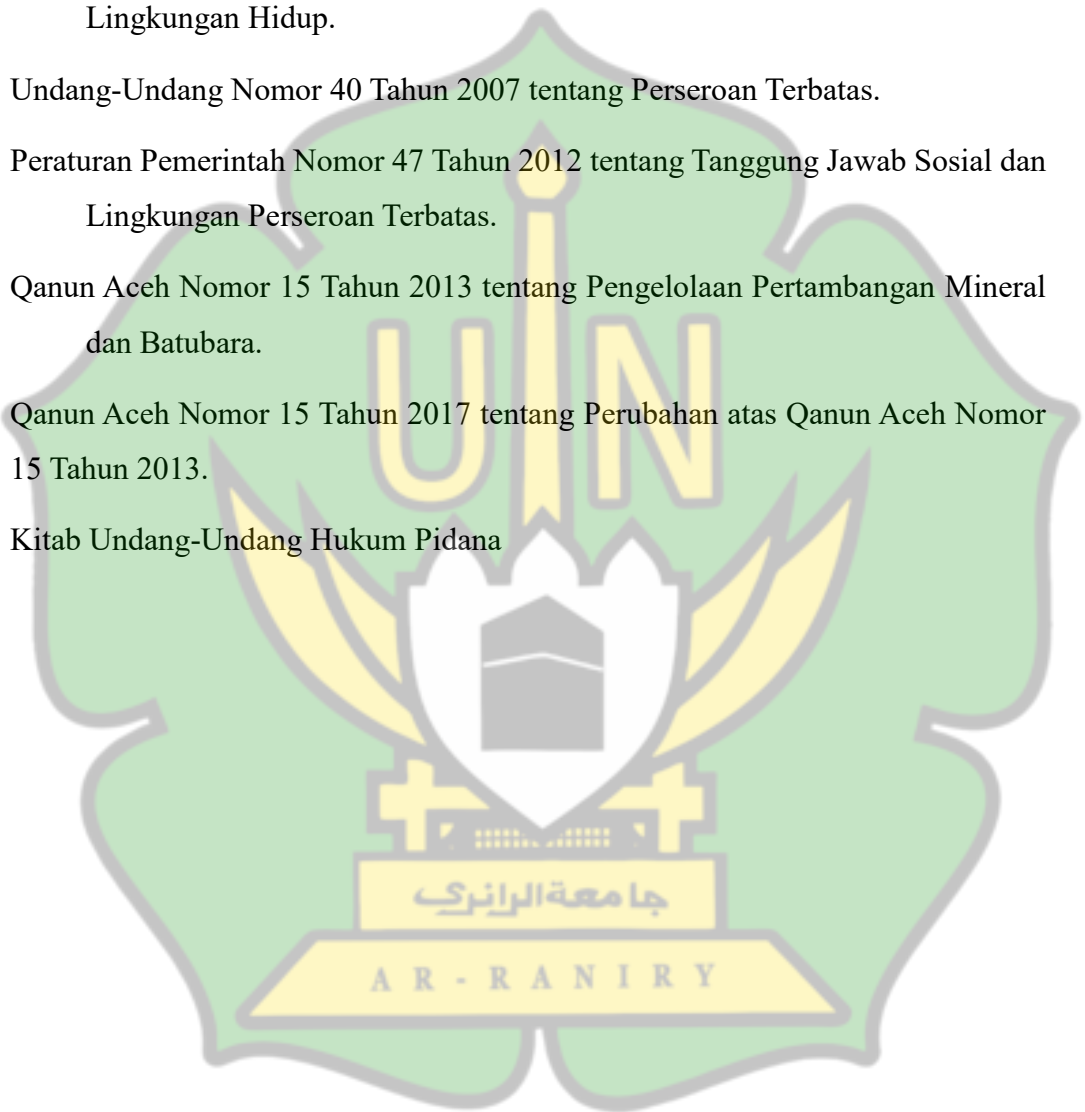 Lingkungan Hidup.
Undang-Undang Nomor 40 Tahun 2007 tentang Perseroan Terbatas.
Peraturan Pemerintah Nomor 47 Tahun 2012 tentang Tanggung Jawab Sosial dan
Lingkungan Perseroan Terbatas.
Qanun Aceh Nomor 15 Tahun 2013 tentang Pengelolaan Pertambangan Mineral
dan Batubara.
Qanun Aceh Nomor 15 Tahun 2017 tentang Perubahan atas Qanun Aceh Nomor
15 Tahun 2013.
Kitab Undang-Undang Hukum Pidana
UIN
جامعة الرانري
AR-RANIRY